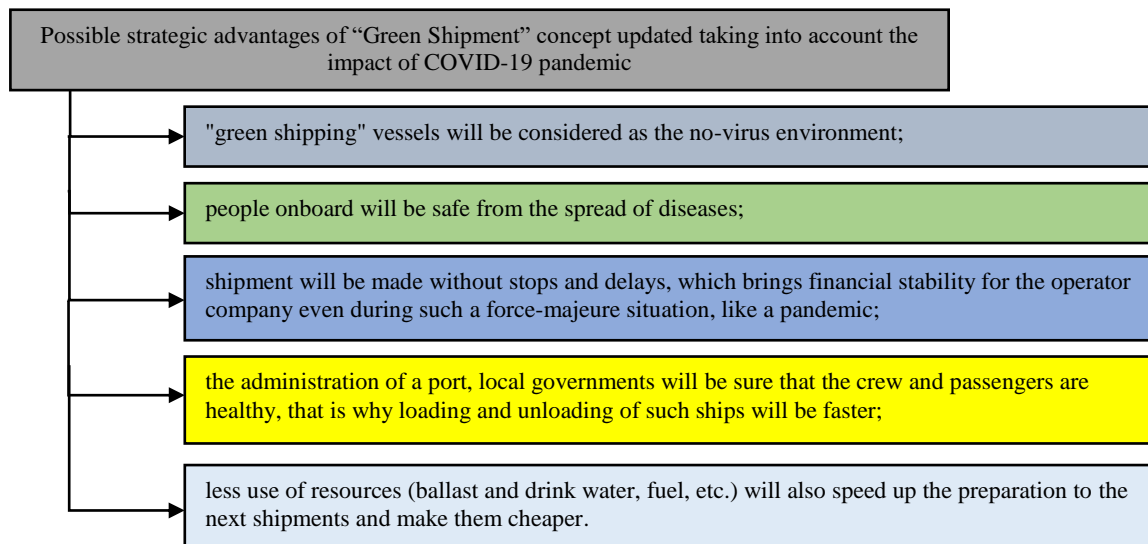 Possible strategic advantages of “Green Shipment” concept updated taking into account the
impact of COVID-19 pandemic
"green shipping" vessels will be considered as the no-virus environment;
people onboard will be safe from the spread of diseases;
shipment will be made without stops and delays, which brings financial stability for the operator
company even during such a force-majeure situation, like a pandemic;
the administration of a port, local governments will be sure that the crew and passengers are
healthy, that is why loading and unloading of such ships will be faster;
less use of resources (ballast and drink water, fuel, etc.) will also speed up the preparation to the
next shipments and make them cheaper.